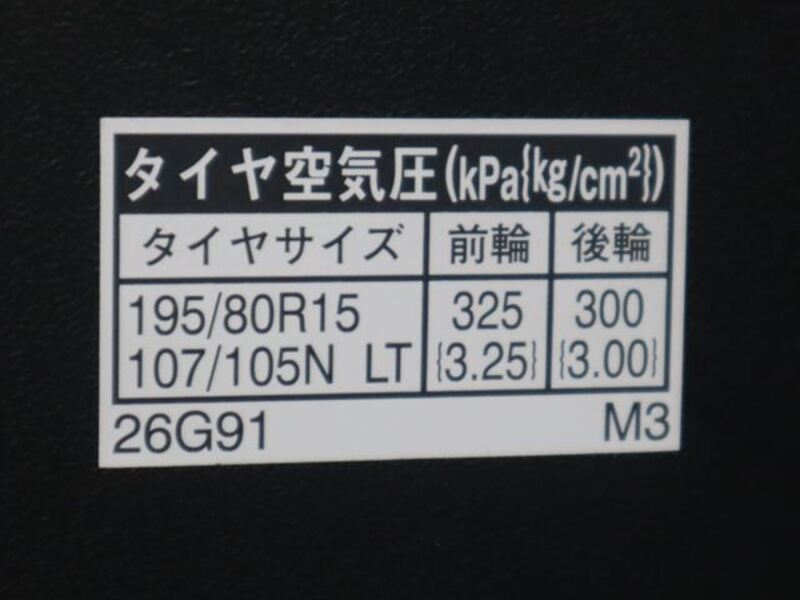 タイヤ空気圧(kPa{kg/cm²})
タイヤサイズ 前輪 後輪
195/80R15 325 300
107/105N LT {3.25} {3.00}
26G91 M3